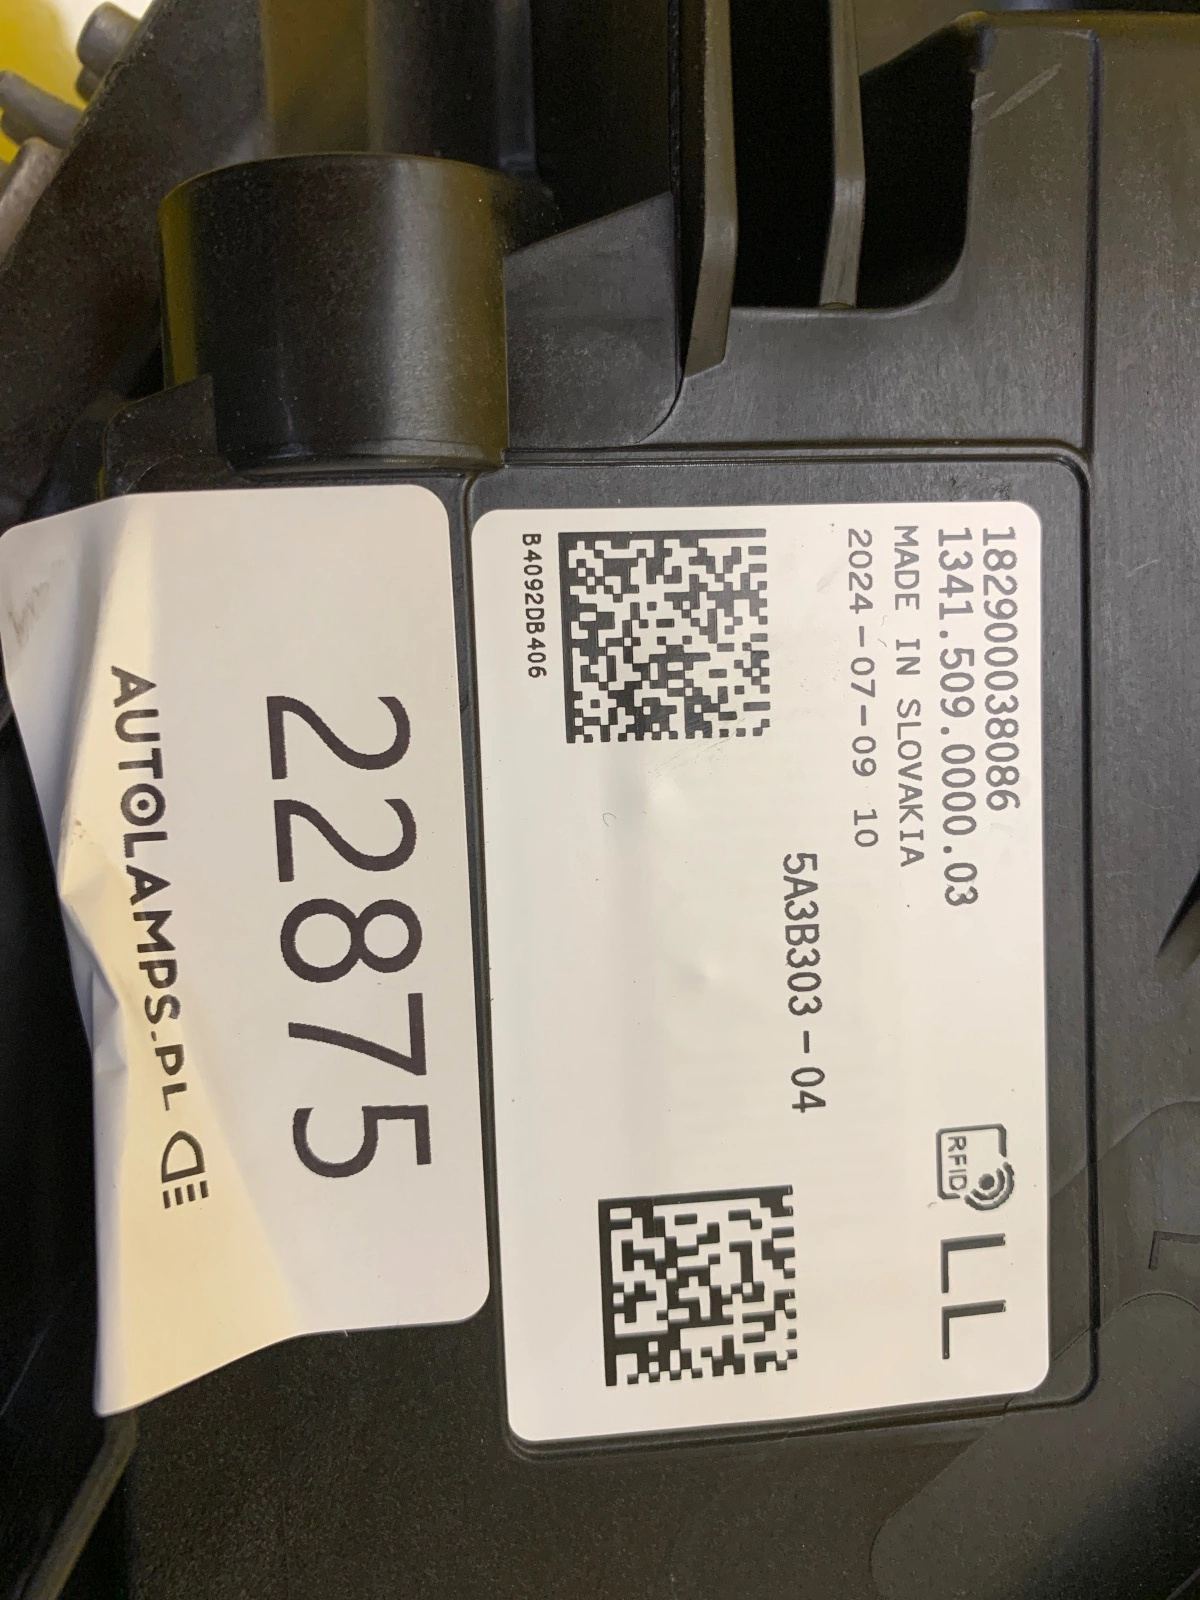 182900038086
1341.509.0000.03
MADE IN SLOVAKIA
2024-07-09 10
5A3B303-04
B4092DB406
RFID
LL
22875
AUTOLAMPS.PL